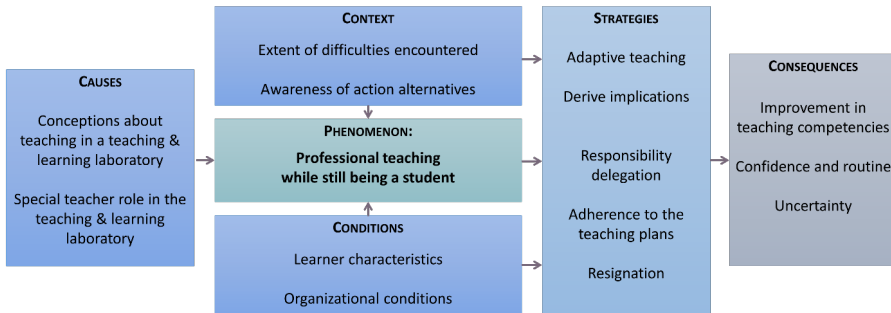 CAUSES
Conceptions about
teaching in a teaching &
learning laboratory
Special teacher role in the
teaching & learning
laboratory
CONTEXT
Extent of difficulties encountered
Awareness of action alternatives
PHENOMENON:
Professional teaching
while still being a student
CONDITIONS
Learner characteristics
Organizational conditions
STRATEGIES
Adaptive teaching
Derive implications
Responsibility
delegation
Adherence to the
teaching plans
Resignation
CONSEQUENCES
Improvement in
teaching competencies
Confidence and routine
Uncertainty